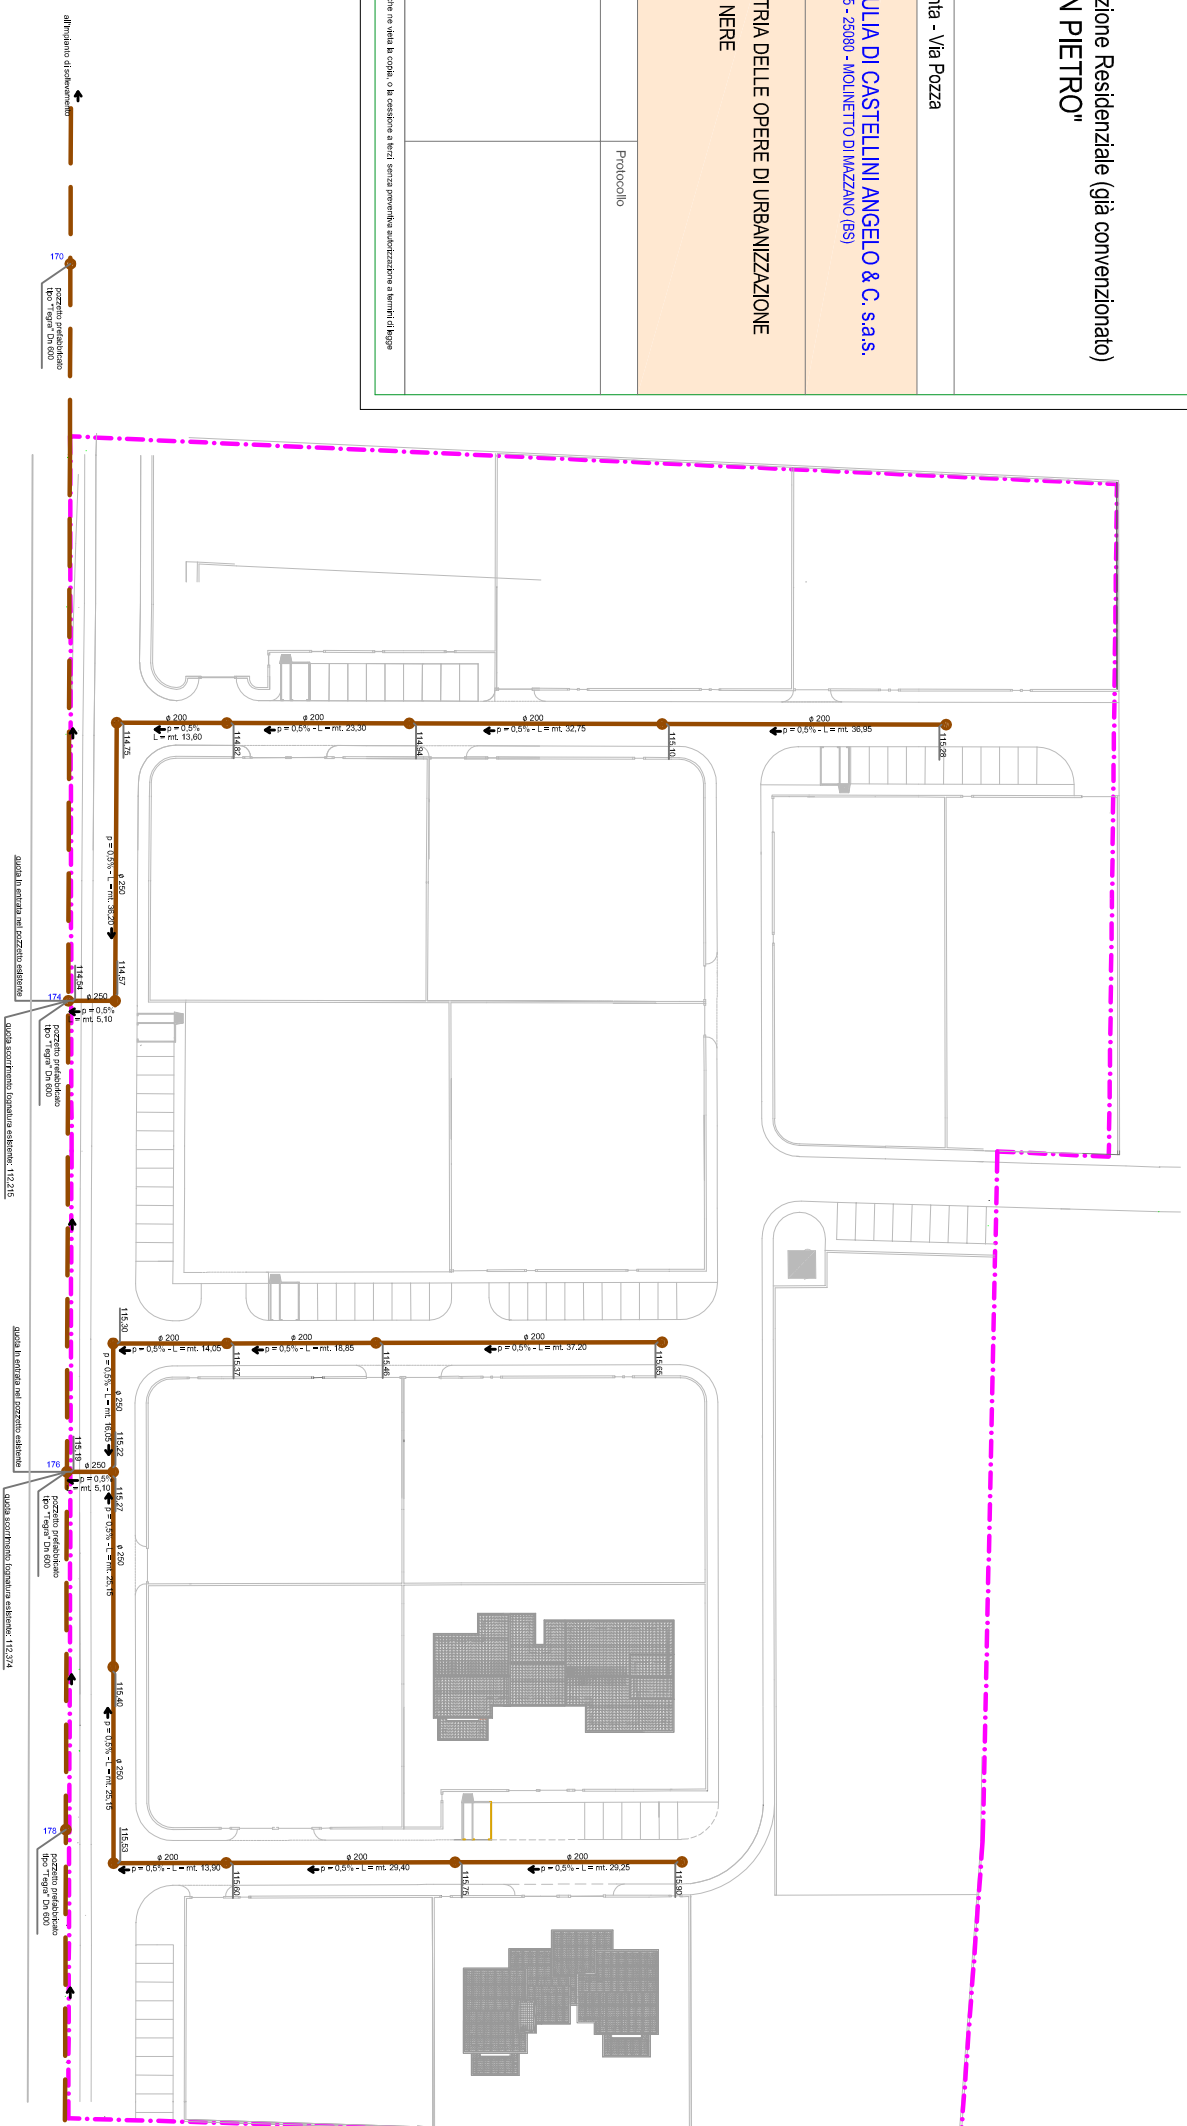 zione Residenziale (già convenzionato)
N PIETRO"
nta - Via Pozza
ULIA DI CASTELLINI ANGELO & C. s.a.s.
5 - 25080 - MOLINETTO DI MAZZANO (BS)
TRIA DELLE OPERE DI URBANIZZAZIONE
NERE
Protocollo
che ne vieta la copia, o la cessione a terzi, senza preventiva autorizzazione a termini di legge
all'impianto di sollevamento
170
pozzetto prefabbricato
tipo "Tegra" Dn 600
ø 200
p = 0,5%
L = mt. 13,60
ø 200
p = 0,5% - L = mt. 23,30
ø 200
p = 0,5% - L = mt. 32,75
ø 200
p = 0,5% - L = mt. 36,95
114,75
114,82
114,94
115,10
115,28
ø 250
p = 0,5% - L = mt. 36,20
114,57
114,54
174
ø 250
p = 0,5%
= mt. 5,10
quota in entrata nel pozzetto esistente
quota scorrimento fognatura esistente: 112,215
pozzetto prefabbricato
tipo "Tegra" Dn 600
115,30
ø 200
p = 0,5% - L = mt. 14,05
ø 200
p = 0,5% - L = mt. 18,85
ø 200
p = 0,5% - L = mt. 37,20
115,37
115,46
115,65
ø 250
p = 0,5% - L = mt. 16,05
115,22
115,19
176
ø 250
p = 0,5%
= mt. 5,10
115,27
quota in entrata nel pozzetto esistente
quota scorrimento fognatura esistente: 112,374
pozzetto prefabbricato
tipo "Tegra" Dn 600
ø 250
p = 0,5% - L = mt. 25,15
115,40
ø 250
p = 0,5% - L = mt. 25,15
115,53
178
pozzetto prefabbricato
tipo "Tegra" Dn 600
ø 200
p = 0,5% - L = mt. 13,90
ø 200
p = 0,5% - L = mt. 29,40
ø 200
p = 0,5% - L = mt. 29,25
115,60
115,75
115,90